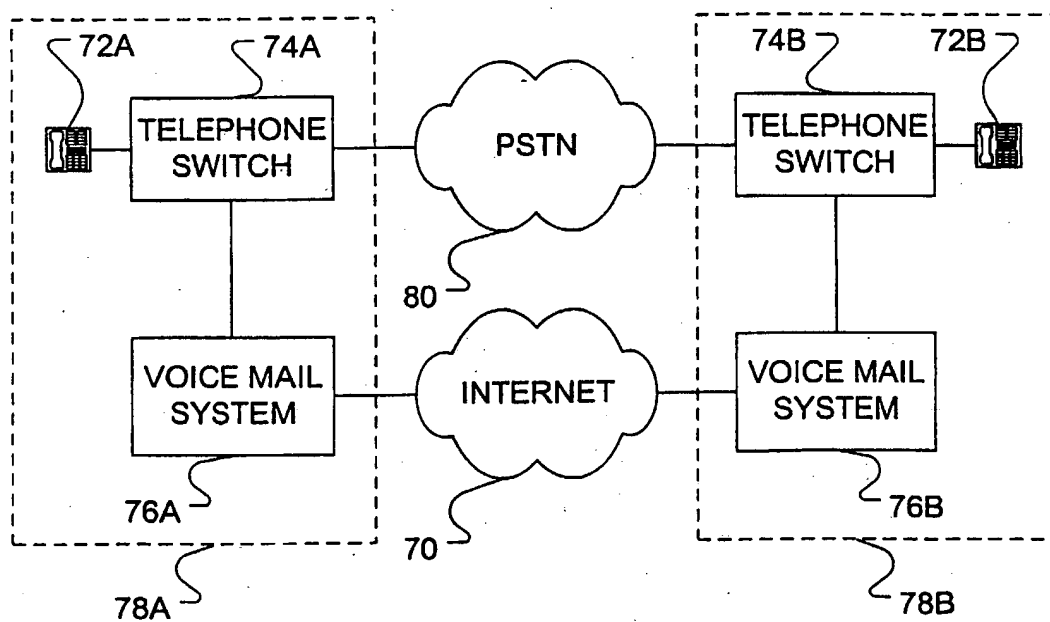 72A
74A
74B
72B
TELEPHONE
SWITCH
PSTN
TELEPHONE
SWITCH
80
VOICE MAIL
SYSTEM
INTERNET
VOICE MAIL
SYSTEM
76A
70
76B
78A
78B